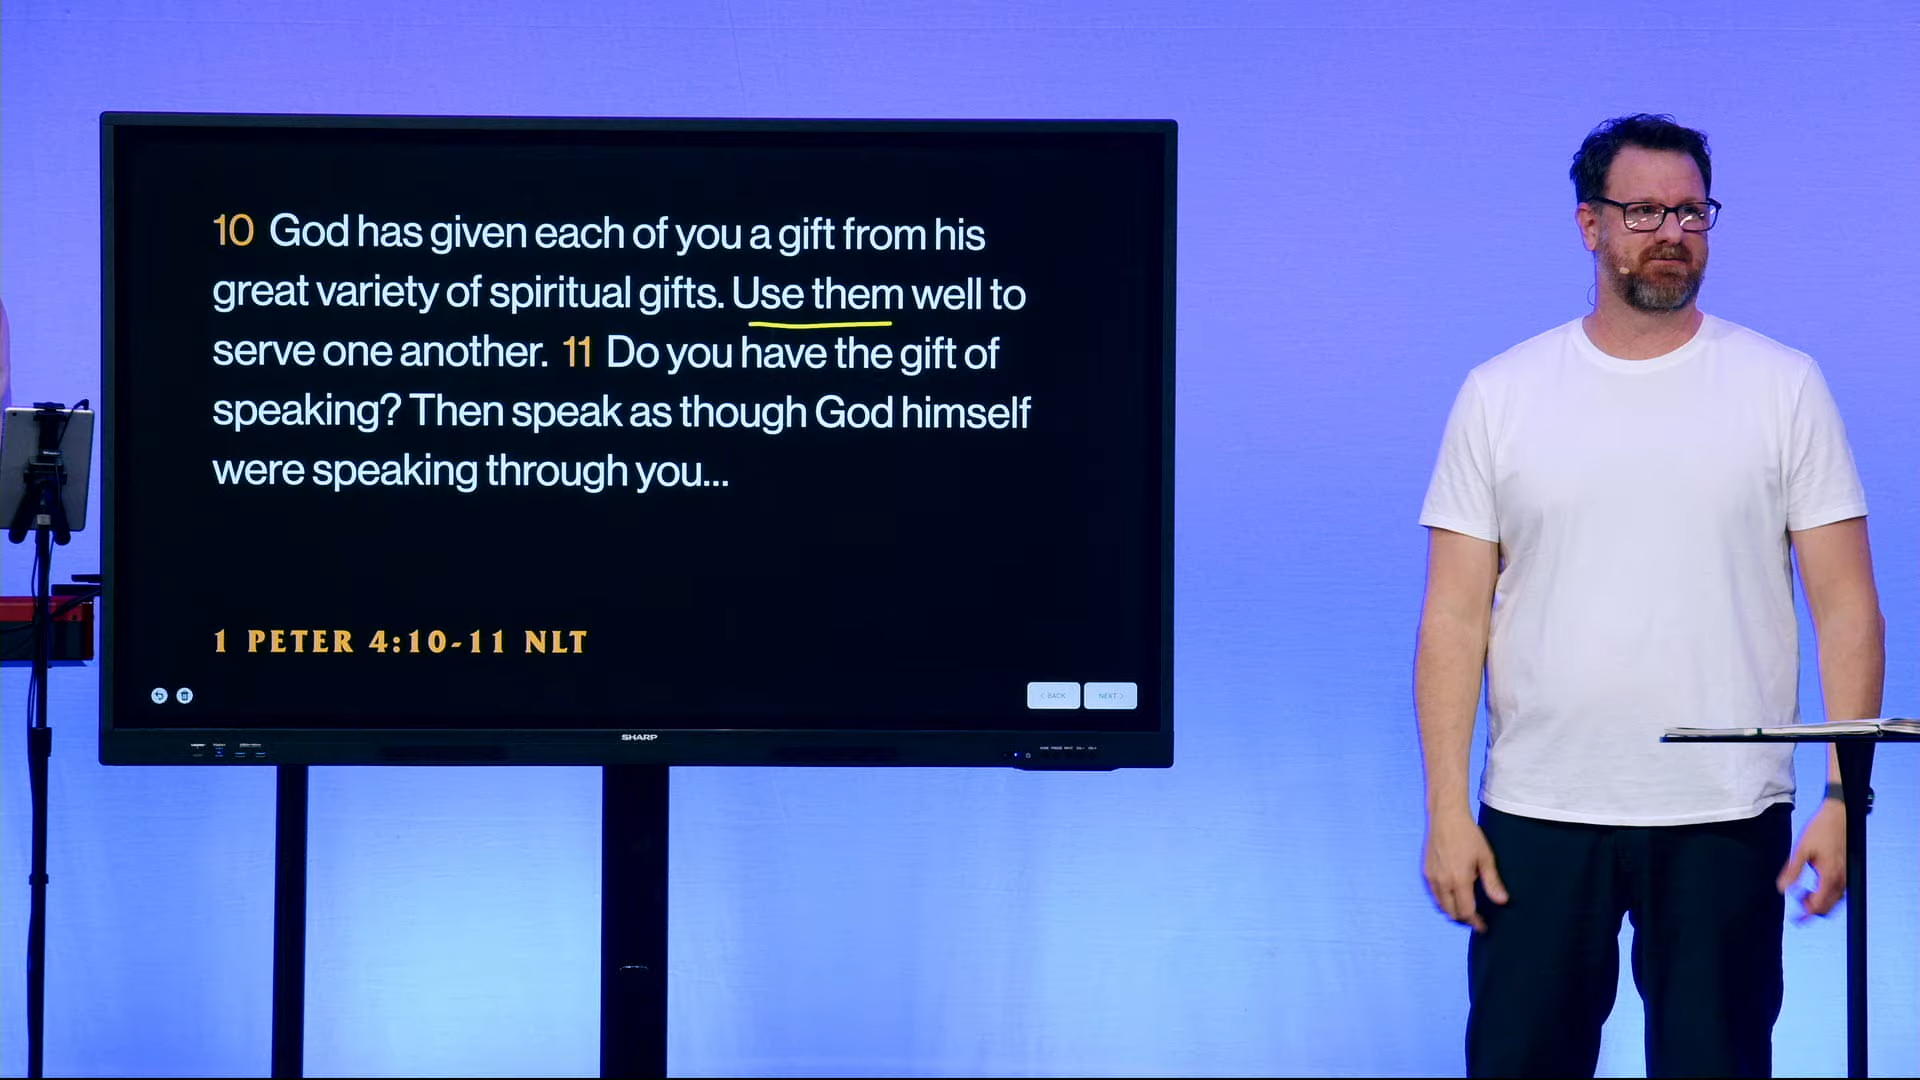 10 God has given each of you a gift from his
great variety of spiritual gifts. Use them well to
serve one another. 11 Do you have the gift of
speaking? Then speak as though God himself
were speaking through you...
1 PETER 4:10-11 NLT
< BACK
NEXT >
SHARP